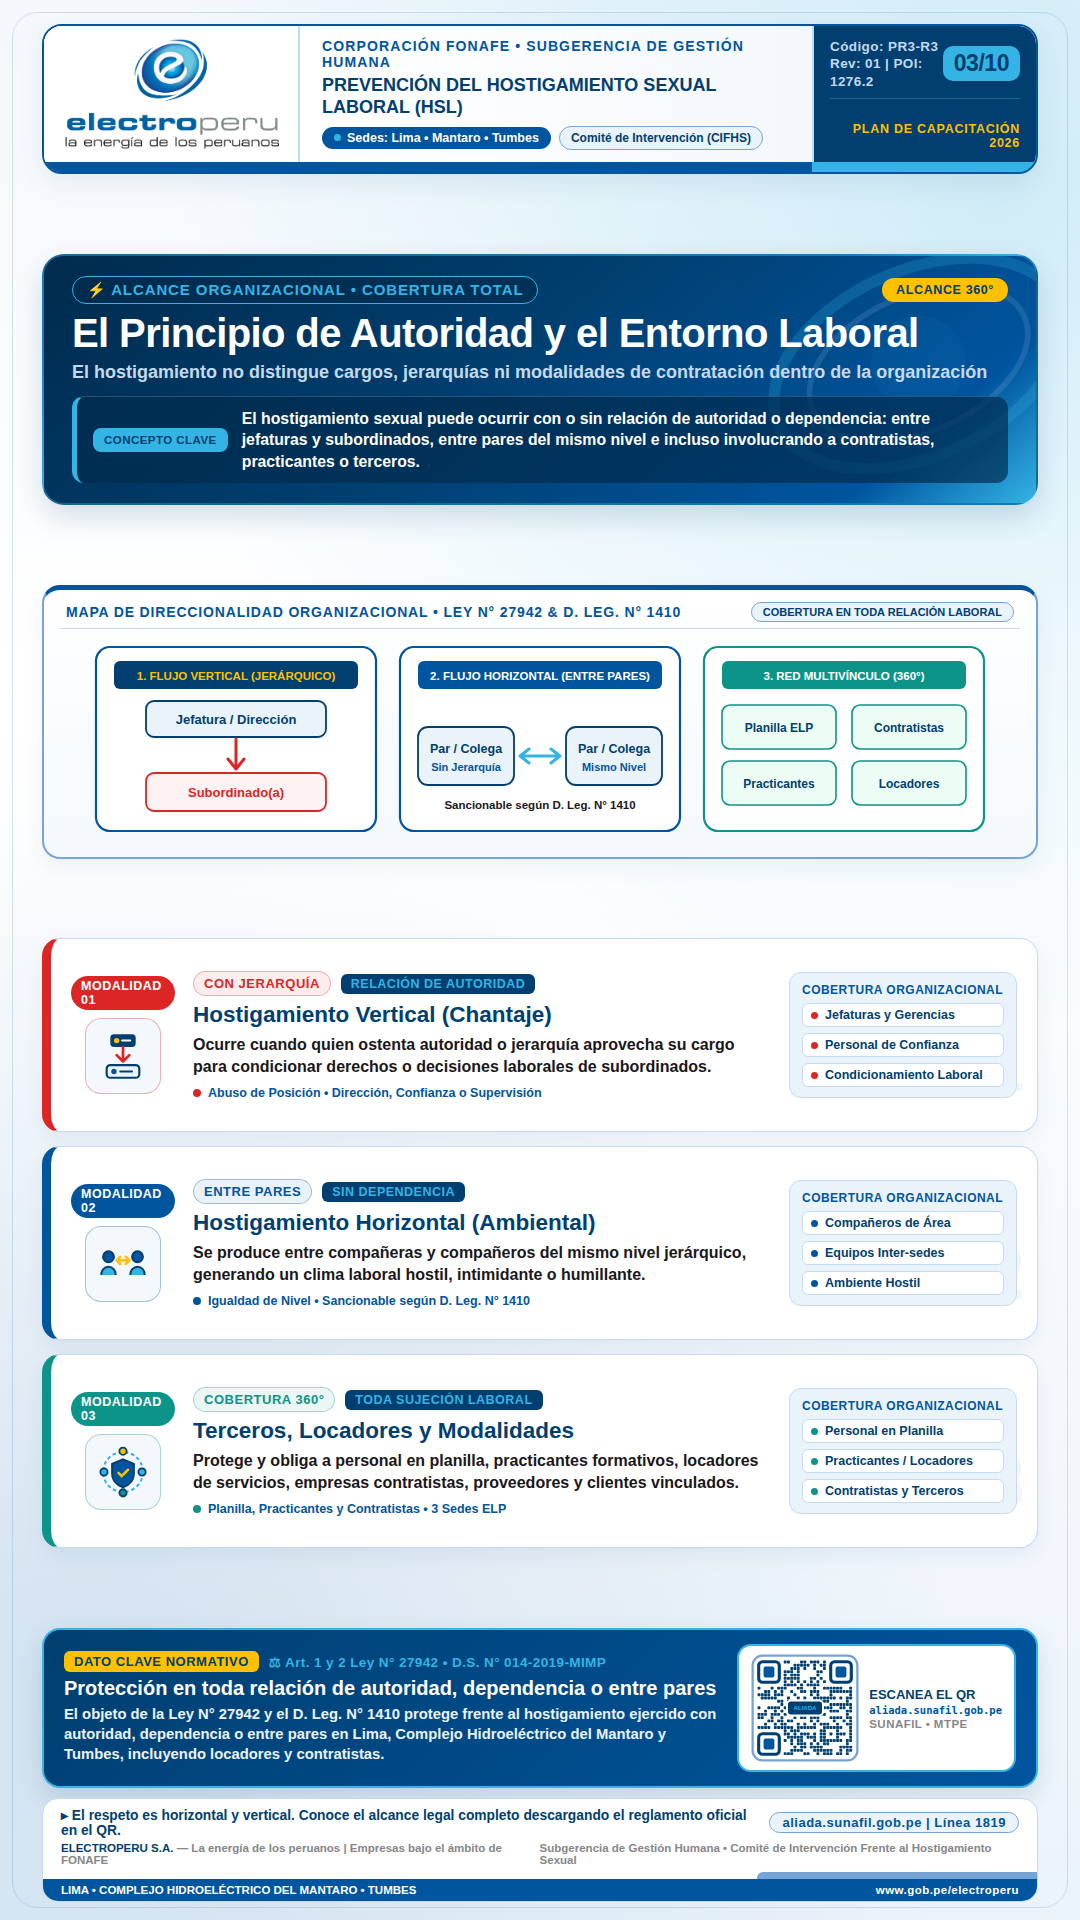 electroperu
la energía de los peruanos
CORPORACIÓN FONAFE • SUBGERENCIA DE GESTIÓN
HUMANA
PREVENCIÓN DEL HOSTIGAMIENTO SEXUAL
LABORAL (HSL)
Sedes: Lima • Mantaro • Tumbes
Comité de Intervención (CIFHS)
Código: PR3-R3
Rev: 01 | POI:
1276.2
03/10
PLAN DE CAPACITACIÓN
2026
⚡ ALCANCE ORGANIZACIONAL • COBERTURA TOTAL
ALCANCE 360°
El Principio de Autoridad y el Entorno Laboral
El hostigamiento no distingue cargos, jerarquías ni modalidades de contratación dentro de la organización
CONCEPTO CLAVE
El hostigamiento sexual puede ocurrir con o sin relación de autoridad o dependencia: entre
jefaturas y subordinados, entre pares del mismo nivel e incluso involucrando a contratistas,
practicantes o terceros.
MAPA DE DIRECCIONALIDAD ORGANIZACIONAL • LEY N° 27942 & D. LEG. N° 1410
COBERTURA EN TODA RELACIÓN LABORAL
1. FLUJO VERTICAL (JERÁRQUICO)
Jefatura / Dirección
Subordinado(a)
2. FLUJO HORIZONTAL (ENTRE PARES)
Par / Colega
Sin Jerarquía
Par / Colega
Mismo Nivel
Sancionable según D. Leg. N° 1410
3. RED MULTIVÍNCULO (360°)
Planilla ELP
Contratistas
Practicantes
Locadores
MODALIDAD
01
CON JERARQUÍA
RELACIÓN DE AUTORIDAD
Hostigamiento Vertical (Chantaje)
Ocurre cuando quien ostenta autoridad o jerarquía aprovecha su cargo
para condicionar derechos o decisiones laborales de subordinados.
Abuso de Posición • Dirección, Confianza o Supervisión
COBERTURA ORGANIZACIONAL
Jefaturas y Gerencias
Personal de Confianza
Condicionamiento Laboral
MODALIDAD
02
ENTRE PARES
SIN DEPENDENCIA
Hostigamiento Horizontal (Ambiental)
Se produce entre compañeras y compañeros del mismo nivel jerárquico,
generando un clima laboral hostil, intimidante o humillante.
Igualdad de Nivel • Sancionable según D. Leg. N° 1410
COBERTURA ORGANIZACIONAL
Compañeros de Área
Equipos Inter-sedes
Ambiente Hostil
MODALIDAD
03
COBERTURA 360°
TODA SUJECIÓN LABORAL
Terceros, Locadores y Modalidades
Protege y obliga a personal en planilla, practicantes formativos, locadores
de servicios, empresas contratistas, proveedores y clientes vinculados.
Planilla, Practicantes y Contratistas • 3 Sedes ELP
COBERTURA ORGANIZACIONAL
Personal en Planilla
Practicantes / Locadores
Contratistas y Terceros
DATO CLAVE NORMATIVO
⚖ Art. 1 y 2 Ley N° 27942 • D.S. N° 014-2019-MIMP
Protección en toda relación de autoridad, dependencia o entre pares
El objeto de la Ley N° 27942 y el D. Leg. N° 1410 protege frente al hostigamiento ejercido con
autoridad, dependencia o entre pares en Lima, Complejo Hidroeléctrico del Mantaro y
Tumbes, incluyendo locadores y contratistas.
ALIADA
ESCANEA EL QR
aliada.sunafil.gob.pe
SUNAFIL • MTPE
▸ El respeto es horizontal y vertical. Conoce el alcance legal completo descargando el reglamento oficial
en el QR.
aliada.sunafil.gob.pe | Línea 1819
ELECTROPERU S.A. — La energía de los peruanos | Empresas bajo el ámbito de
FONAFE
Subgerencia de Gestión Humana • Comité de Intervención Frente al Hostigamiento
Sexual
LIMA • COMPLEJO HIDROELÉCTRICO DEL MANTARO • TUMBES
www.gob.pe/electroperu